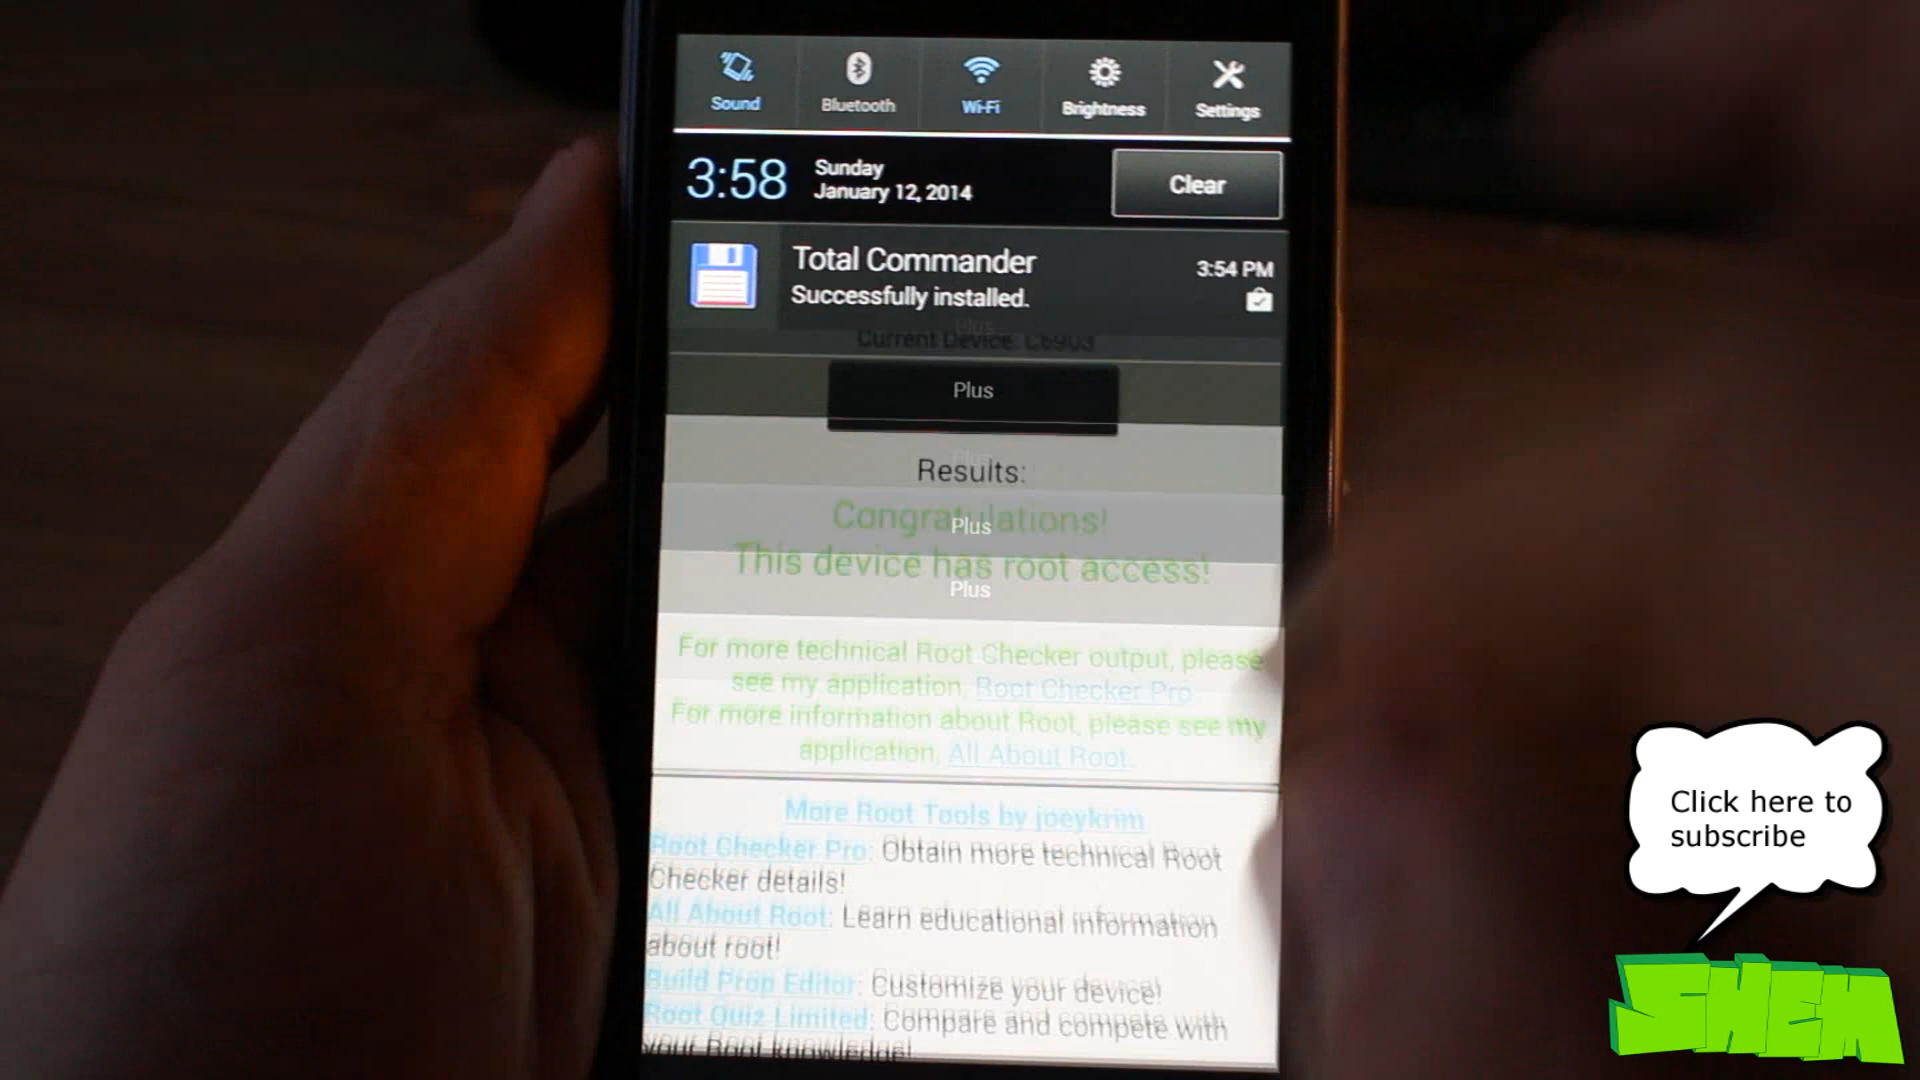 Sound
Bluetooth
Wi-Fi
Brightness
Settings
3:58
Sunday
January 12, 2014
Clear
Total Commander
3:54 PM
Successfully installed.
Plus
Current Device: C6903
Plus
Plus
Results:
Congratulations!
Plus
This device has root access!
Plus
For more technical Root Checker output, please
see my application, Root Checker Pro
For more information about Root, please see my
application, All About Root.
More Root Tools by joeykrim
Root Checker Pro: Obtain more technical Root
Checker details!
All About Root: Learn educational information
about root!
Build Prop Editor: Customize your device!
Root Quiz Limited: Compare and compete with
your Root knowledge!
Click here to
subscribe